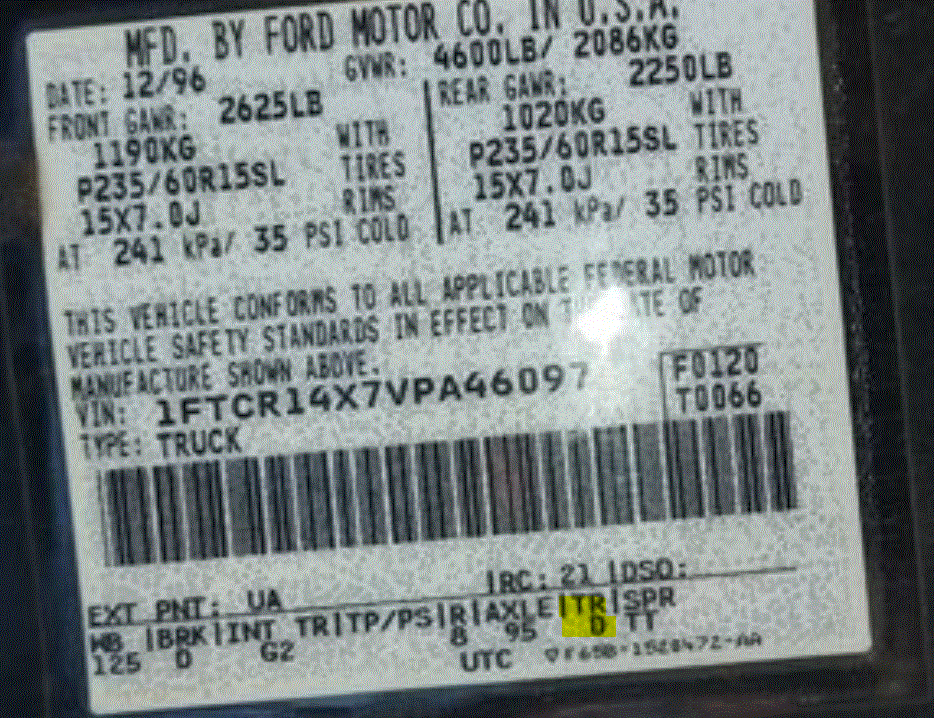 MFD. BY FORD MOTOR CO. IN U.S.A.
DATE: 12/96 GVWR: 4600LB/ 2086KG
FRONT GAWR: 2625LB
1190KG WITH
P235/60R15SL TIRES
15X7.0J RIMS
AT 241 kPa/ 35 PSI COLD
REAR GAWR: 2250LB
1020KG WITH
P235/60R15SL TIRES
15X7.0J RIMS
AT 241 kPa/ 35 PSI COLD
THIS VEHICLE CONFORMS TO ALL APPLICABLE FEDERAL MOTOR
VEHICLE SAFETY STANDARDS IN EFFECT ON OF
MANUFACTURE SHOWN ABOVE.
VIN: 1FTCR14X7VPA46097
F0120
T0066
TYPE: TRUCK
EXT PNT: UA |RC: 21 |DSO:
WB |BRK|INT TR|TP/PS|R|AXLE|TR|SPR
125 D G2 8 95 D TT
UTC